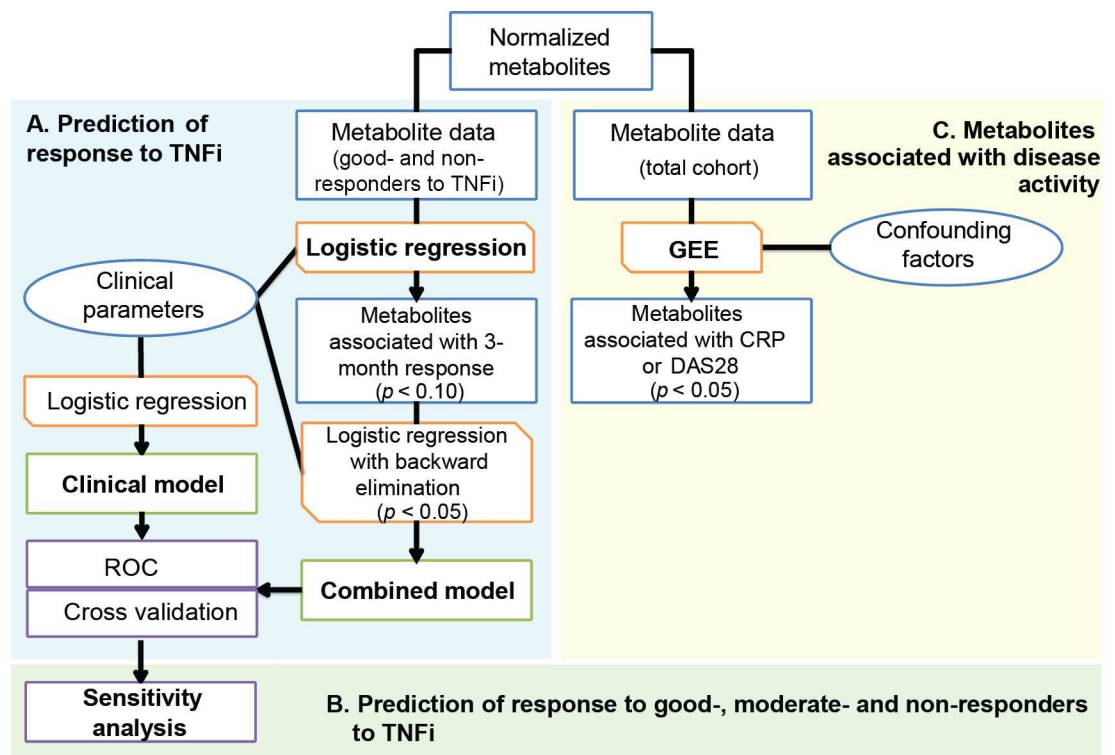 Normalized
metabolites
A. Prediction of
response to TNFi
Metabolite data
(good- and non-
responders to TNFi)
Logistic regression
Clinical
parameters
Metabolites
associated with 3-
month response
(p < 0.10)
Logistic regression
Logistic regression
with backward
elimination
(p < 0.05)
Clinical model
ROC
Cross validation
Combined model
Metabolite data
(total cohort)
C. Metabolites
associated with disease
activity
GEE
Confounding
factors
Metabolites
associated with CRP
or DAS28
(p < 0.05)
Sensitivity
analysis
B. Prediction of response to good-, moderate- and non-responders
to TNFi